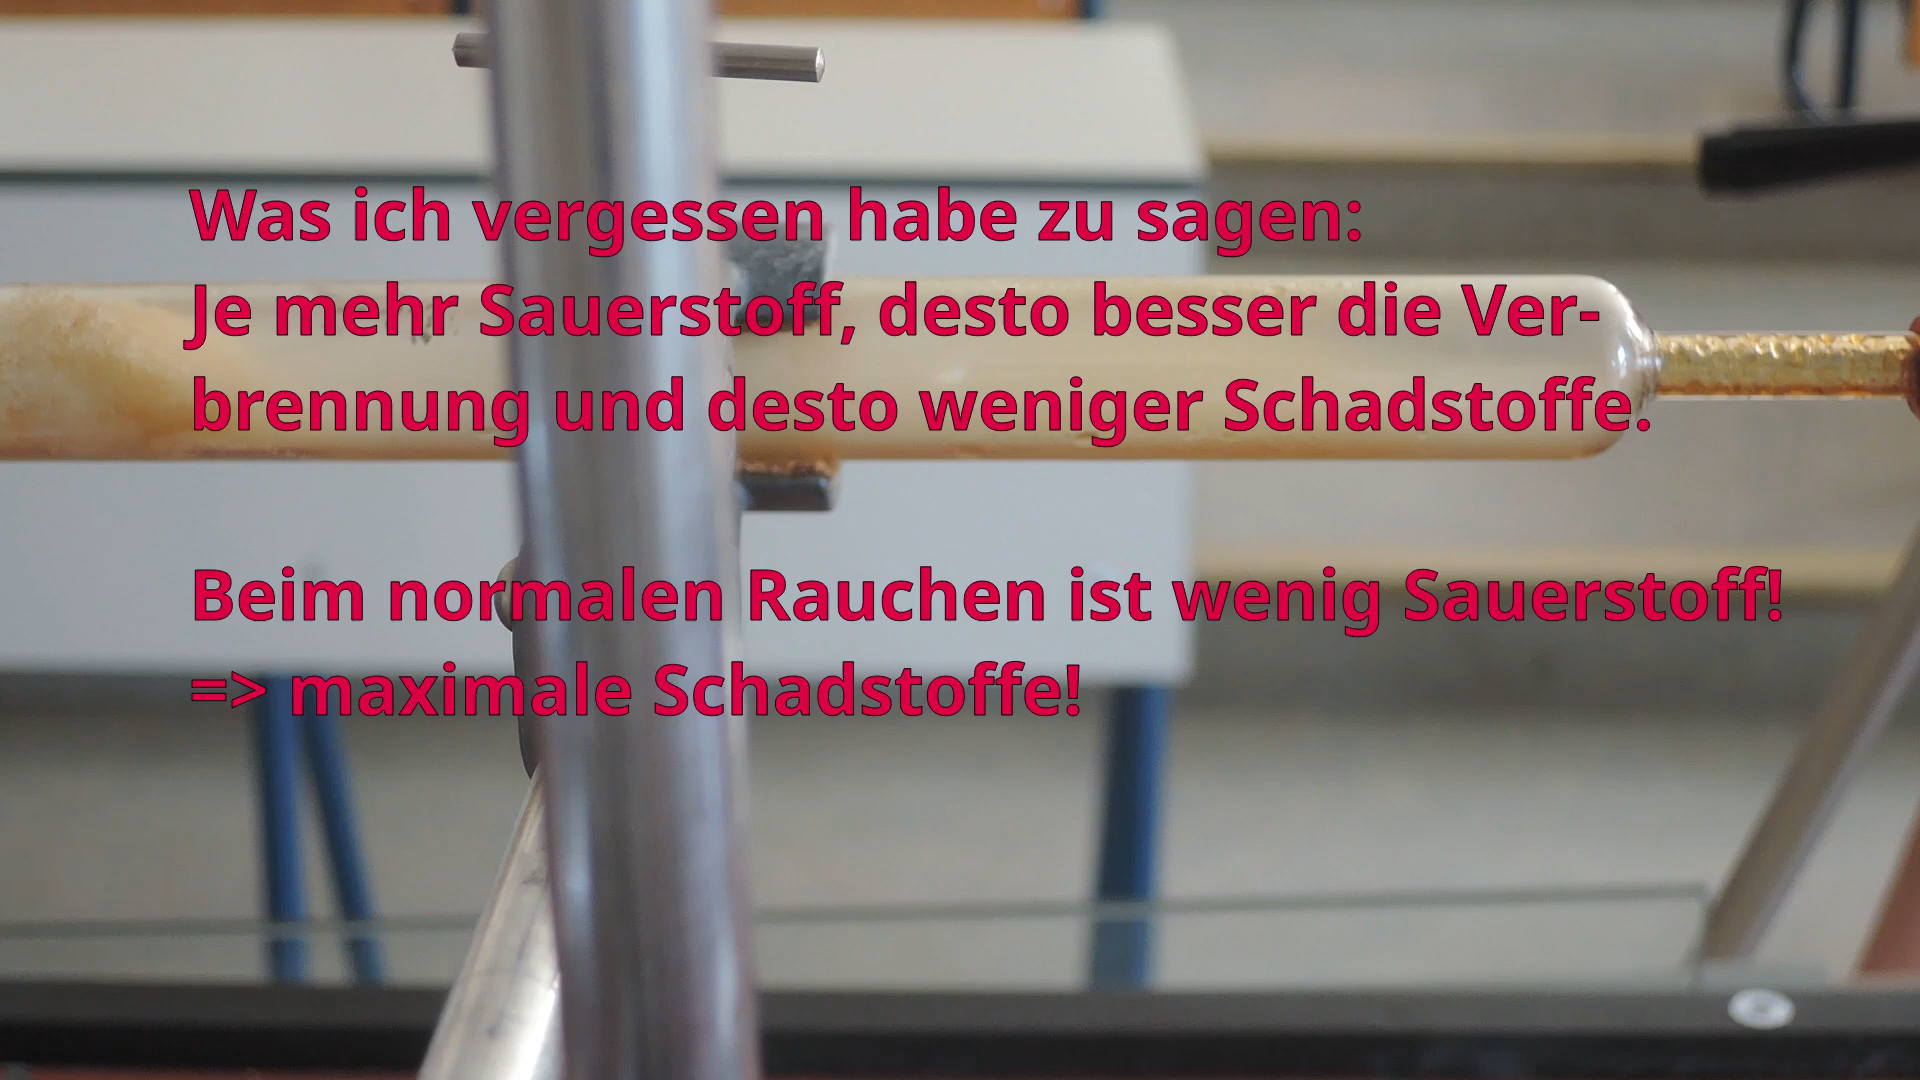 Was ich vergessen habe zu sagen:
Je mehr Sauerstoff, desto besser die Ver-
brennung und desto weniger Schadstoffe.
Beim normalen Rauchen ist wenig Sauerstoff!
=> maximale Schadstoffe!